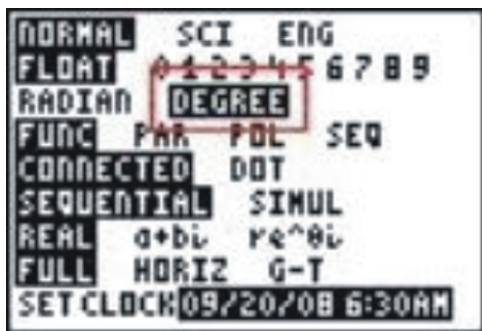 NORMAL SCI ENG
FLOAT 0 1 2 3 4 5 6 7 8 9
RADIAN DEGREE
FUNC PAR POL SEQ
CONNECTED DOT
SEQUENTIAL SIMUL
REAL a+bi re^θi
FULL HORIZ G-T
SET CLOCK 09/20/08 6:30AM